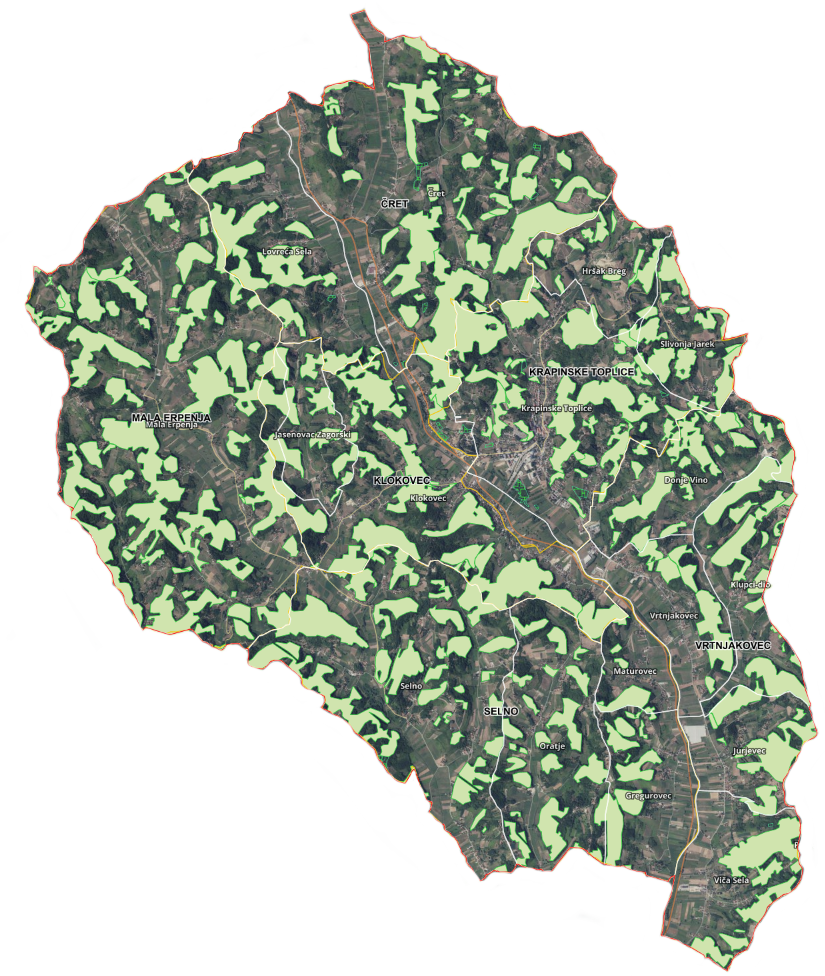 Čret
ČRET
Lovreća Sela
Hršak Breg
Slivonja Jarek
KRAPINSKE TOPLICE
Krapinske Toplice
MALA ERPENJA
Mala Erpenja
Jasenovac Zagorski
KLOKOVEC
Klokovec
Donje Vino
Klupci-dio
Vrtnjakovec
VRTNJAKOVEC
Maturovec
Selno
SELNO
Oratje
Jurjevec
Gregurovec
Viča Sela